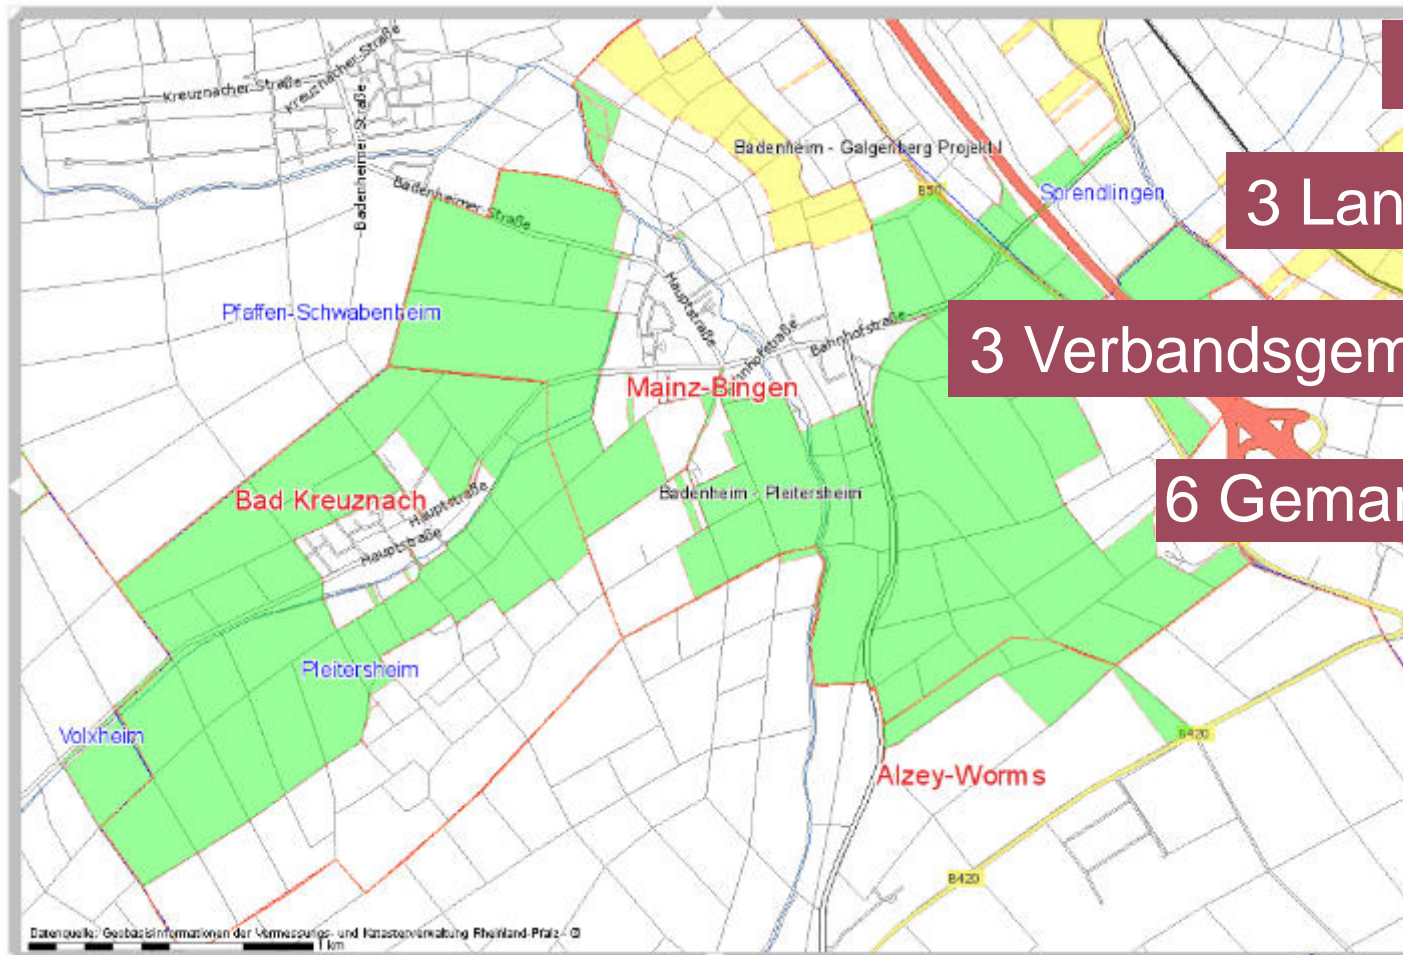 Kreuznacher-Straße
Kreuznacher-Straße
Badenheimer-Straße
Badenheim - Galgenberg Projekt I
Badenheimer-Straße
B50
Sprendlingen
3 Lan
Pfaffen-Schwabenheim
Hauptstraße
Bahnhofstraße
3 Verbandsgem
Mainz-Bingen
Bad Kreuznach
Hauptstraße
Badenheim - Pleitersheim
6 Gemar
Hauptstraße
Pleitersheim
Volxheim
B420
Alzey-Worms
B420
Datenquelle: Geobasisinformationen der Vermessungs- und Katasterverwaltung Rheinland-Pfalz - ©
1 km